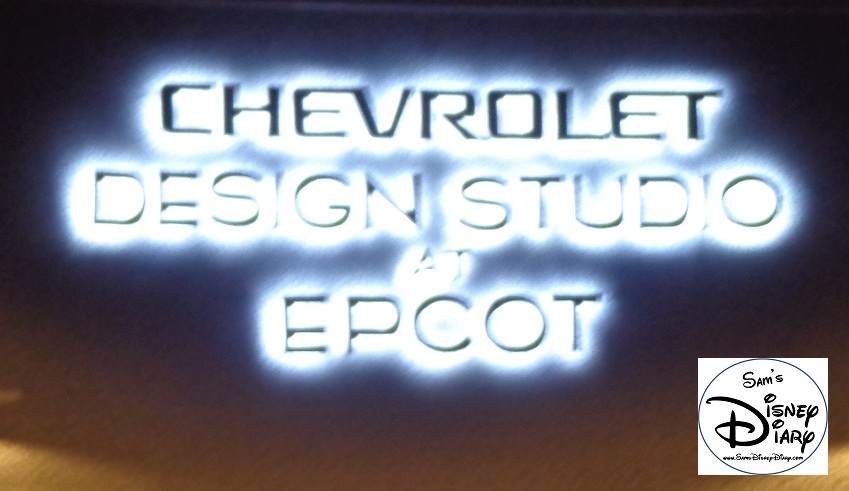 CHEVROLET
DESIGN STUDIO
AT
EPCOT
SAM'S
DISNEY
DIARY
www.SamsDisneyDiary.com